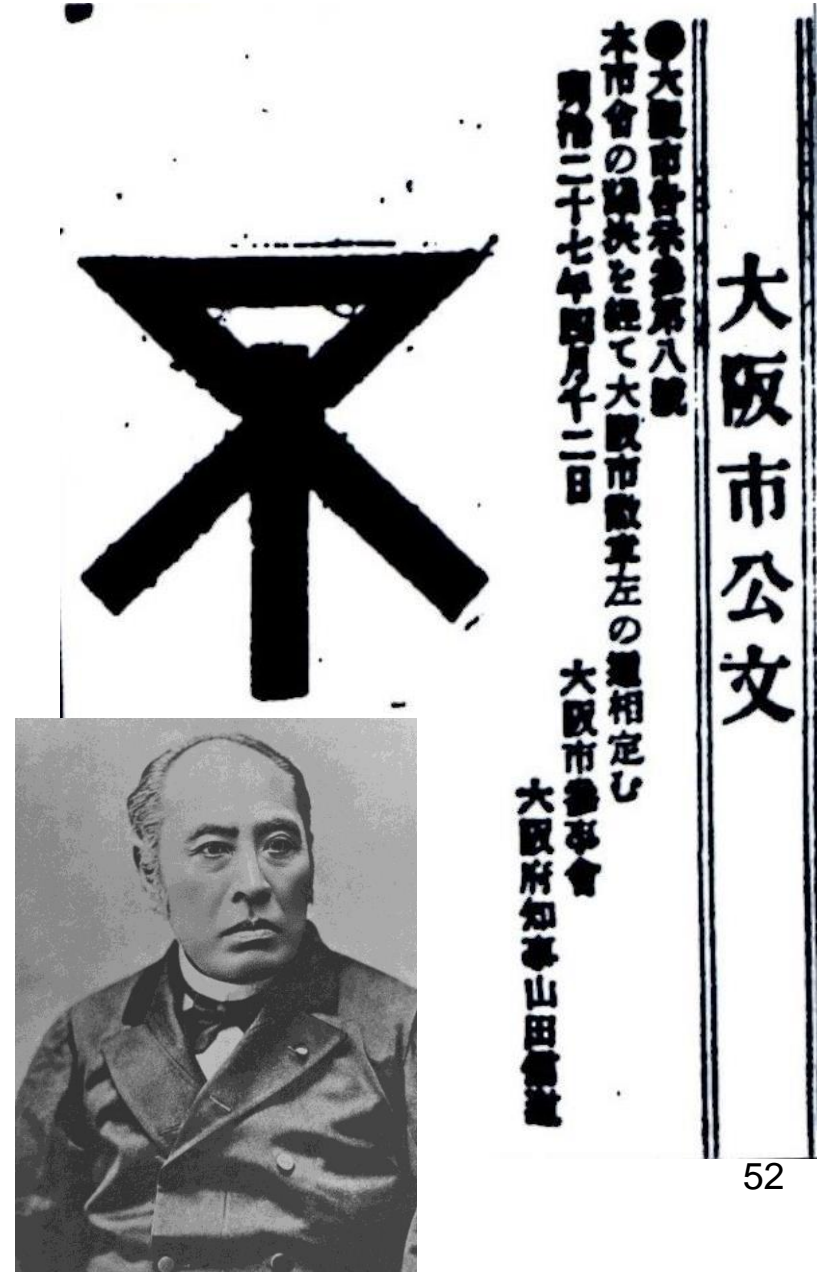 大阪市公文
●大阪市告示参第八號
本市會の議決を経て大阪市徽章左の通相定む
明治二十七年四月十二日
大阪市參事會
大阪府知事山田信道
52